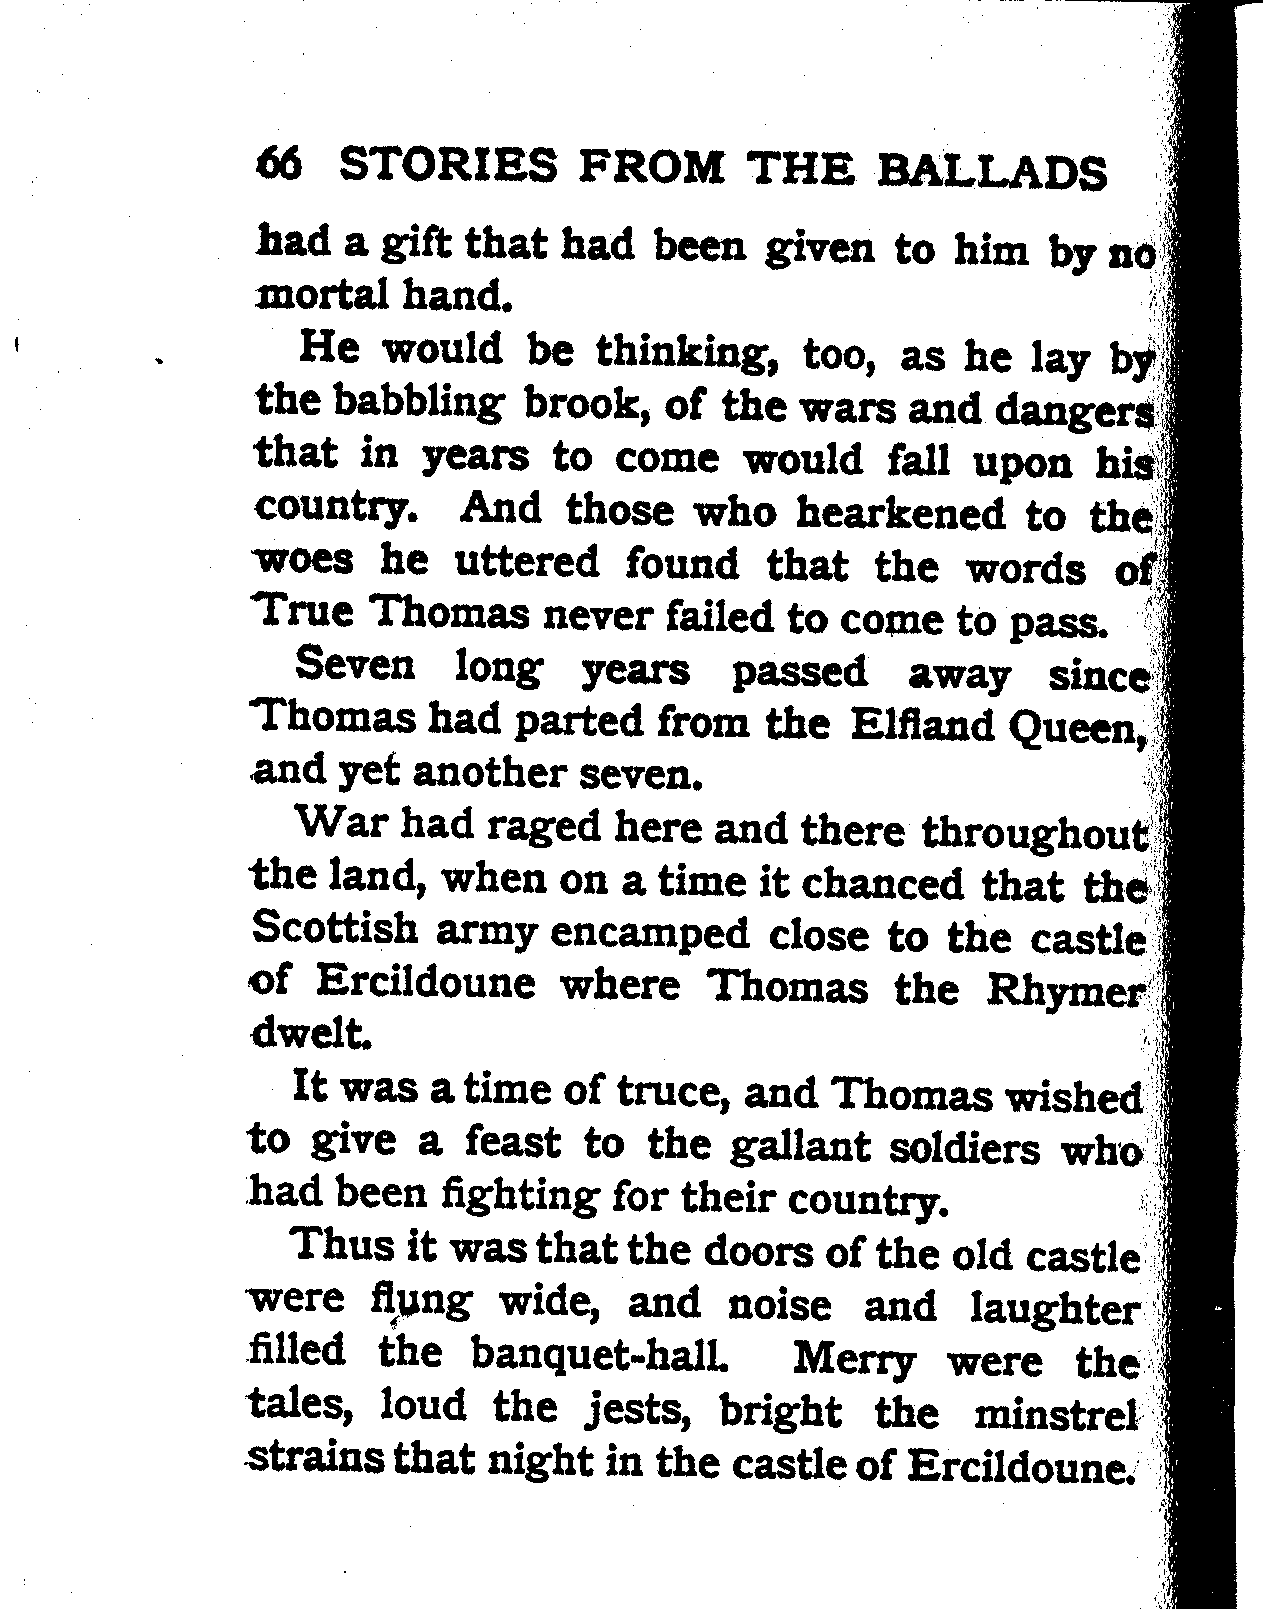 66 STORIES FROM THE BALLADS
had a gift that had been given to him by no
mortal hand.
He would be thinking, too, as he lay by
the babbling brook, of the wars and dangers
that in years to come would fall upon his
country. And those who hearkened to the
woes he uttered found that the words of
True Thomas never failed to come to pass.
Seven long years passed away since
Thomas had parted from the Elfland Queen,
and yet another seven.
War had raged here and there throughout
the land, when on a time it chanced that the
Scottish army encamped close to the castle
of Ercildoune where Thomas the Rhymer
dwelt.
It was a time of truce, and Thomas wished
to give a feast to the gallant soldiers who
had been fighting for their country.
Thus it was that the doors of the old castle
were flung wide, and noise and laughter
filled the banquet-hall. Merry were the
tales, loud the jests, bright the minstrel
strains that night in the castle of Ercildoune.